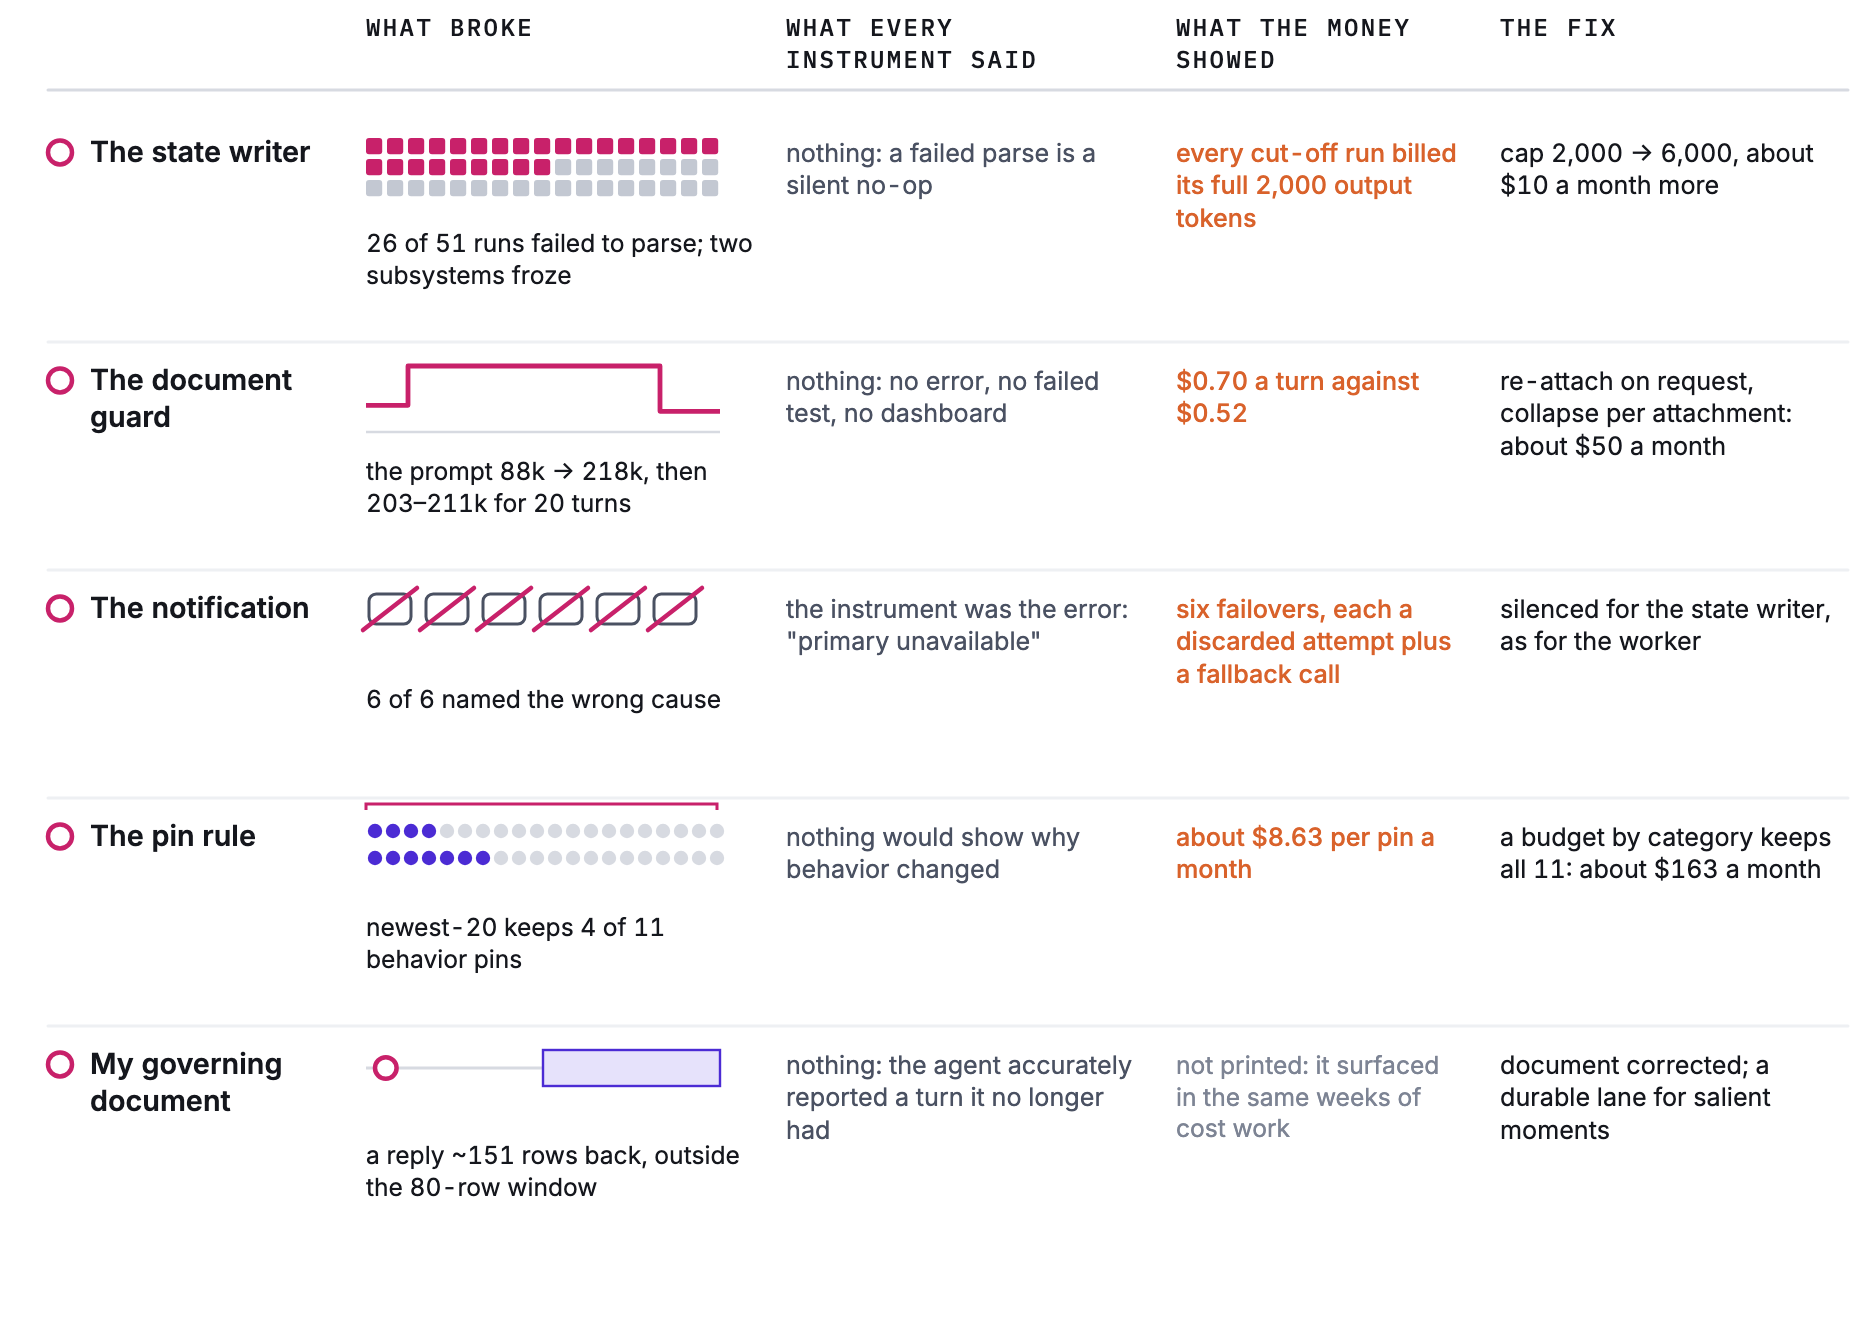 WHAT BROKE
WHAT EVERY
INSTRUMENT SAID
WHAT THE MONEY
SHOWED
THE FIX
The state writer
26 of 51 runs failed to parse; two
subsystems froze
nothing: a failed parse is a
silent no-op
every cut-off run billed
its full 2,000 output
tokens
cap 2,000 → 6,000, about
$10 a month more
The document
guard
the prompt 88k → 218k, then
203–211k for 20 turns
nothing: no error, no failed
test, no dashboard
$0.70 a turn against
$0.52
re-attach on request,
collapse per attachment:
about $50 a month
The notification
6 of 6 named the wrong cause
the instrument was the error:
"primary unavailable"
six failovers, each a
discarded attempt plus
a fallback call
silenced for the state writer,
as for the worker
The pin rule
newest-20 keeps 4 of 11
behavior pins
nothing would show why
behavior changed
about $8.63 per pin a
month
a budget by category keeps
all 11: about $163 a month
My governing
document
a reply ~151 rows back, outside
the 80-row window
nothing: the agent accurately
reported a turn it no longer
had
not printed: it surfaced
in the same weeks of
cost work
document corrected; a
durable lane for salient
moments